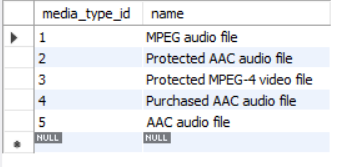 media_type_id name
1 MPEG audio file
2 Protected AAC audio file
3 Protected MPEG-4 video file
4 Purchased AAC audio file
5 AAC audio file
NULL NULL